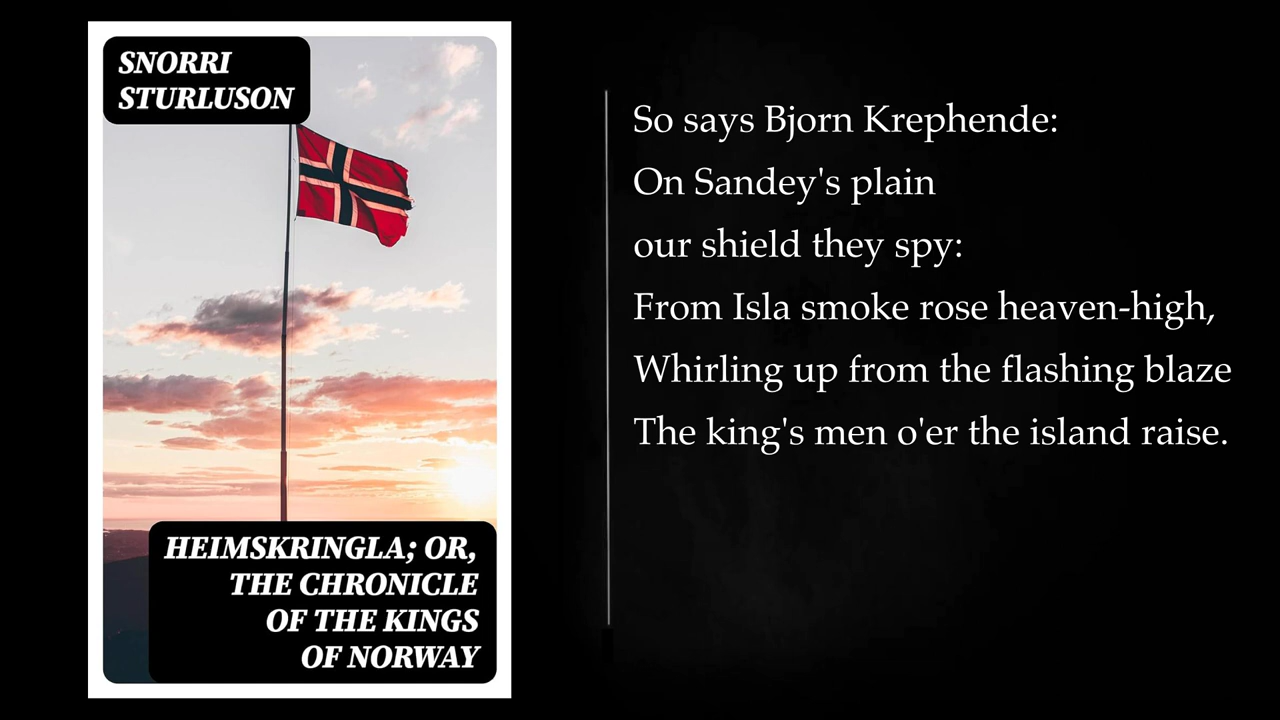 SNORRI
STURLUSON
HEIMSKRINGLA; OR,
THE CHRONICLE
OF THE KINGS
OF NORWAY
So says Bjorn Krephende:
On Sandey's plain
our shield they spy:
From Isla smoke rose heaven-high,
Whirling up from the flashing blaze
The king's men o'er the island raise.